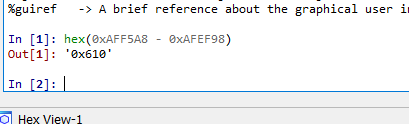 %guiref   -> A brief reference about the graphical user in
In [1]: hex(0xAFF5A8 - 0xAFEF98)
Out[1]: '0x610'
In [2]:
Hex View-1